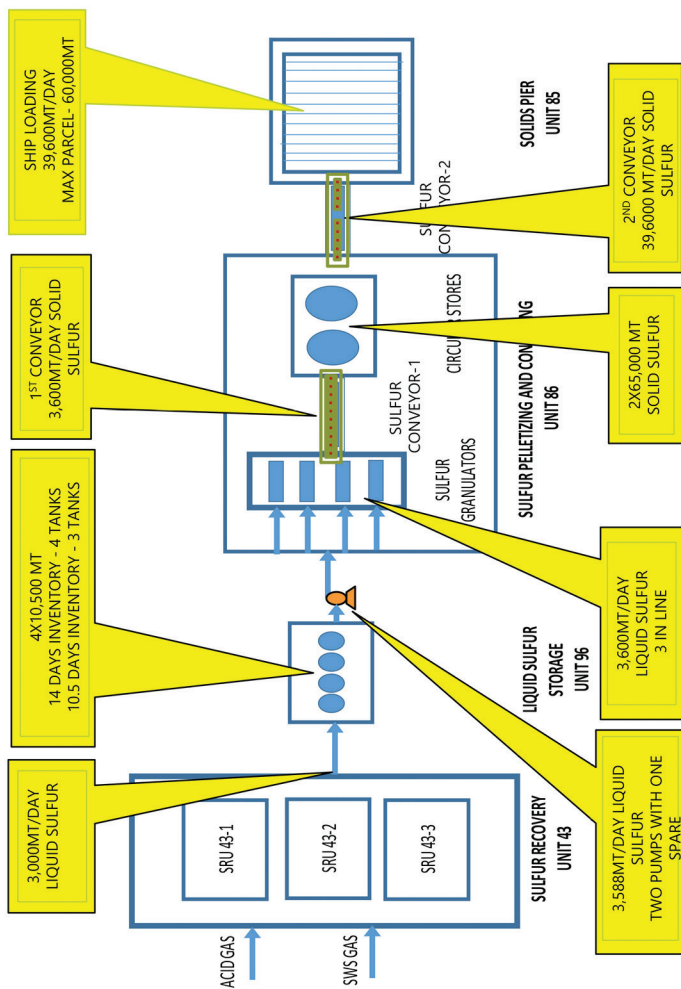 3,000MT/DAY
LIQUID SULFUR
4X10,500 MT
14 DAYS INVENTORY - 4 TANKS
10.5 DAYS INVENTORY - 3 TANKS
1ST CONVEYOR
3,600MT/DAY SOLID
SULFUR
SHIP LOADING
39,600MT/DAY
MAX PARCEL- 60,000MT
ACID GAS
SWS GAS
SRU 43-1
SRU 43-2
SRU 43-3
SULFUR
GRANULATORS
SULFUR
CONVEYOR-1
CIRCUL R STORES
SULFUR
CONVEYOR-2
SULFUR RECOVERY
UNIT 43
LIQUID SULFUR
STORAGE
UNIT 96
SULFUR PELLETIZING AND CON NG
UNIT 86
SOLIDS PIER
UNIT 85
3,588MT/DAY LIQUID
SULFUR
TWO PUMPS WITH ONE
SPARE
3,600MT/DAY
LIQUID SULFUR
3 IN LINE
2X65,000 MT
SOLID SULFUR
2ND CONVEYOR
39,6000 MT/DAY SOLID
SULFUR